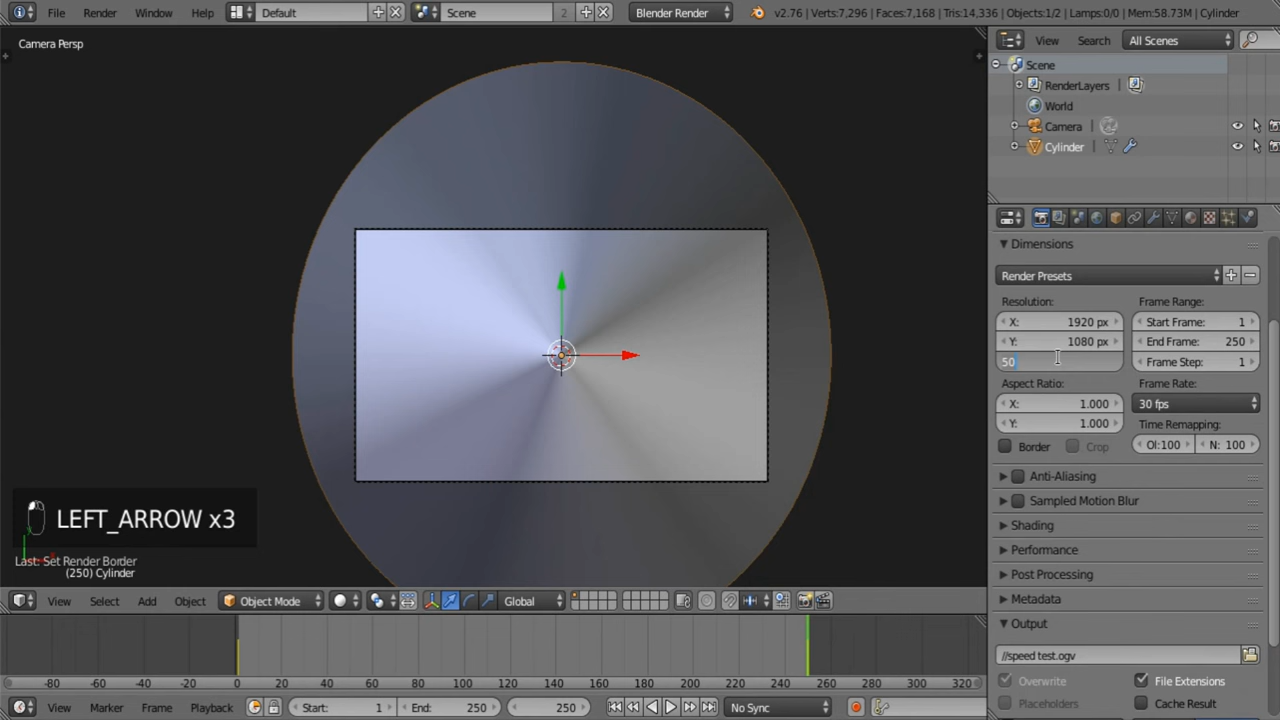 File Render Window Help Default Scene 2 Blender Render v2.76 | Verts:7,296 | Faces:7,168 | Tris:14,336 | Objects:1/2 | Lamps:0/0 | Mem:58.73M | Cylinder
Camera Persp
View Search All Scenes
Scene
RenderLayers
World
Camera
Cylinder
Dimensions
Render Presets
Resolution: Frame Range:
X: 1920 px Start Frame: 1
Y: 1080 px End Frame: 250
50 Frame Step: 1
Aspect Ratio: Frame Rate:
X: 1.000 30 fps
Y: 1.000 Time Remapping:
Border Crop Ol:100 N: 100
Anti-Aliasing
Sampled Motion Blur
Shading
Performance
Post Processing
Metadata
Output
//speed test.ogv
Overwrite File Extensions
Placeholders Cache Result
LEFT_ARROW x3
Last: Set Render Border
(250) Cylinder
View Select Add Object Object Mode Global
-80 -60 -40 -20 0 20 40 60 80 100 120 140 160 180 200 220 240 260 280 300 320
View Marker Frame Playback Start: 1 End: 250 250 No Sync